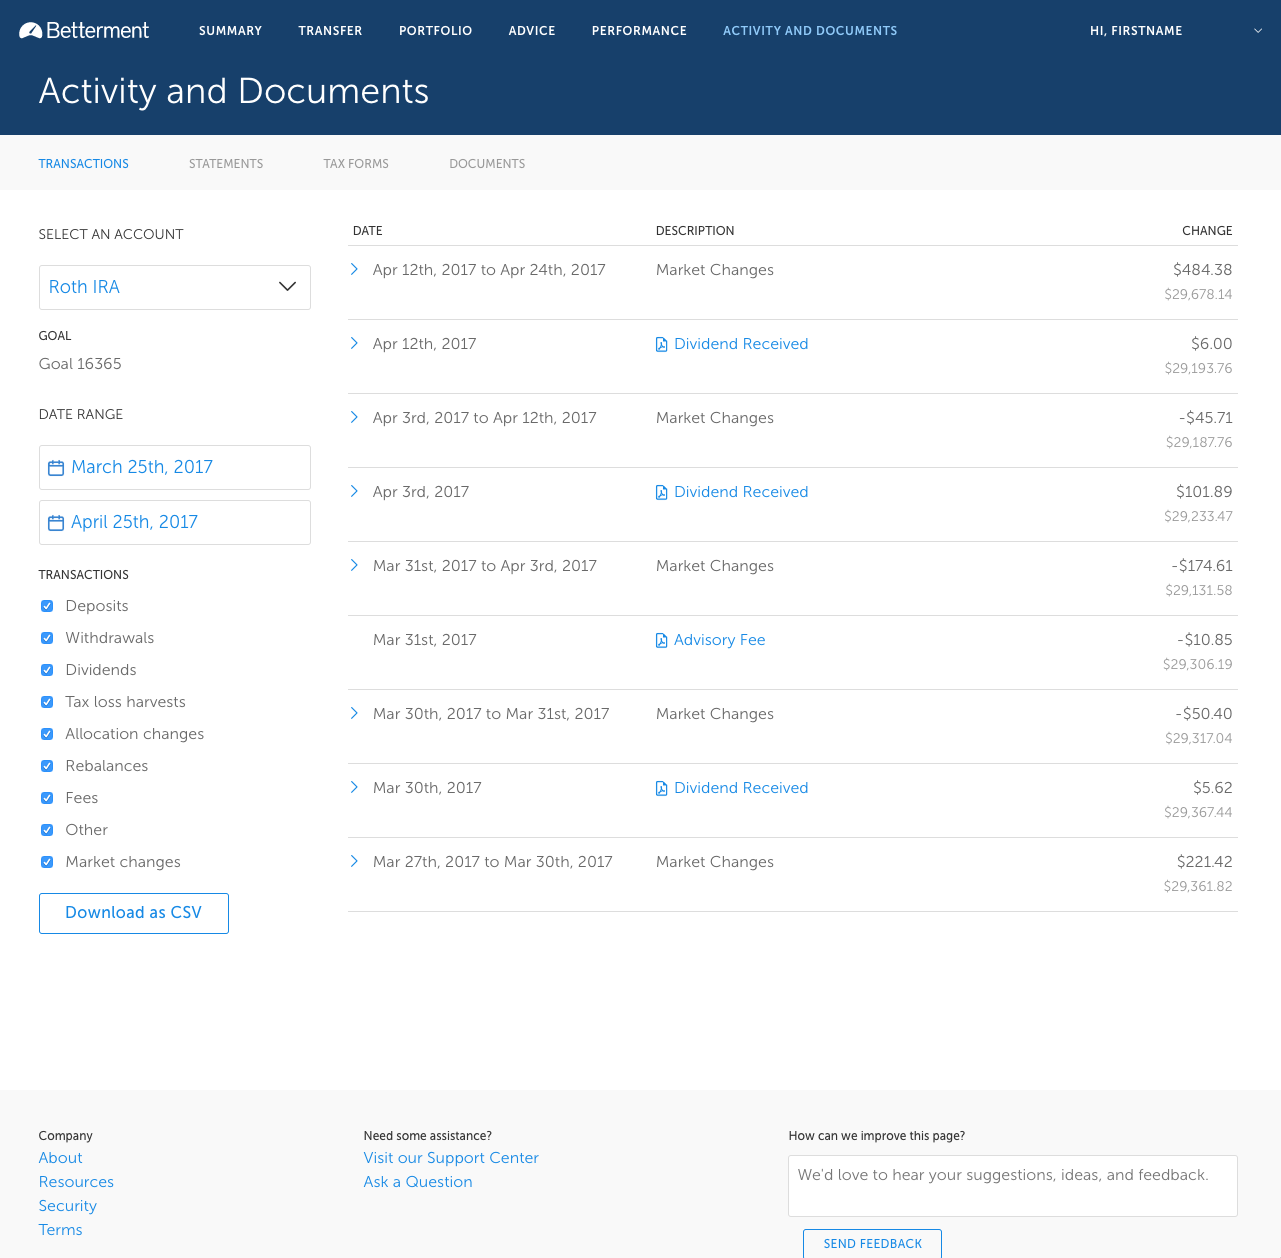 Betterment SUMMARY TRANSFER PORTFOLIO ADVICE PERFORMANCE ACTIVITY AND DOCUMENTS HI, FIRSTNAME
Activity and Documents
TRANSACTIONS STATEMENTS TAX FORMS DOCUMENTS
SELECT AN ACCOUNT
Roth IRA
GOAL
Goal 16365
DATE RANGE
March 25th, 2017
April 25th, 2017
TRANSACTIONS
Deposits
Withdrawals
Dividends
Tax loss harvests
Allocation changes
Rebalances
Fees
Other
Market changes
Download as CSV
DATE DESCRIPTION CHANGE
Apr 12th, 2017 to Apr 24th, 2017 Market Changes $484.38
$29,678.14
Apr 12th, 2017 Dividend Received $6.00
$29,193.76
Apr 3rd, 2017 to Apr 12th, 2017 Market Changes -$45.71
$29,187.76
Apr 3rd, 2017 Dividend Received $101.89
$29,233.47
Mar 31st, 2017 to Apr 3rd, 2017 Market Changes -$174.61
$29,131.58
Mar 31st, 2017 Advisory Fee -$10.85
$29,306.19
Mar 30th, 2017 to Mar 31st, 2017 Market Changes -$50.40
$29,317.04
Mar 30th, 2017 Dividend Received $5.62
$29,367.44
Mar 27th, 2017 to Mar 30th, 2017 Market Changes $221.42
$29,361.82
Company
About
Resources
Security
Terms
Need some assistance?
Visit our Support Center
Ask a Question
How can we improve this page?
We'd love to hear your suggestions, ideas, and feedback.
SEND FEEDBACK